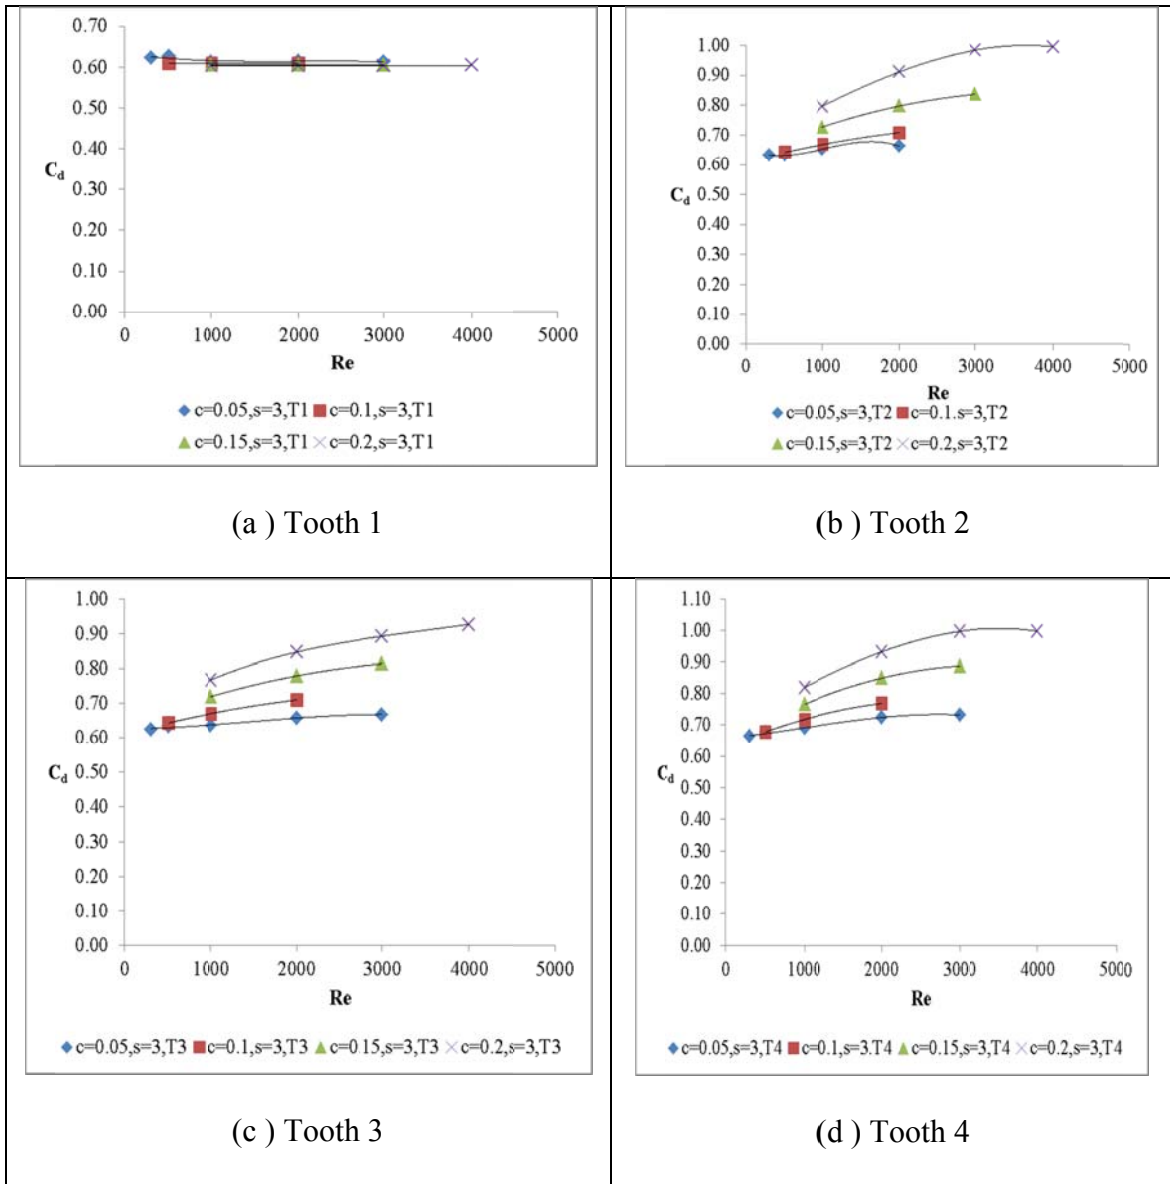 0.70
0.60
0.50
0.40
0.30
0.20
0.10
0.00
Cd
0 1000 2000 3000 4000 5000
Re
c=0.05,s=3,T1 c=0.1,s=3,T1
c=0.15,s=3,T1 c=0.2,s=3,T1
(a ) Tooth 1
1.00
0.90
0.80
0.70
0.60
0.50
0.40
0.30
0.20
0.10
0.00
Cd
0 1000 2000 3000 4000 5000
Re
c=0.05,s=3,T2 c=0.1.s=3,T2
c=0.15,s=3,T2 c=0.2,s=3,T2
(b ) Tooth 2
1.00
0.90
0.80
0.70
0.60
0.50
0.40
0.30
0.20
0.10
0.00
Cd
0 1000 2000 3000 4000 5000
Re
c=0.05,s=3,T3 c=0.1,s=3,T3 c=0.15,s=3,T3 c=0.2,s=3,T3
(c ) Tooth 3
1.10
1.00
0.90
0.80
0.70
0.60
0.50
0.40
0.30
0.20
0.10
0.00
Cd
0 1000 2000 3000 4000 5000
Re
c=0.05,s=3,T4 c=0.1,s=3.T4 c=0.15,s=3,T4 c=0.2,s=3,T4
(d ) Tooth 4